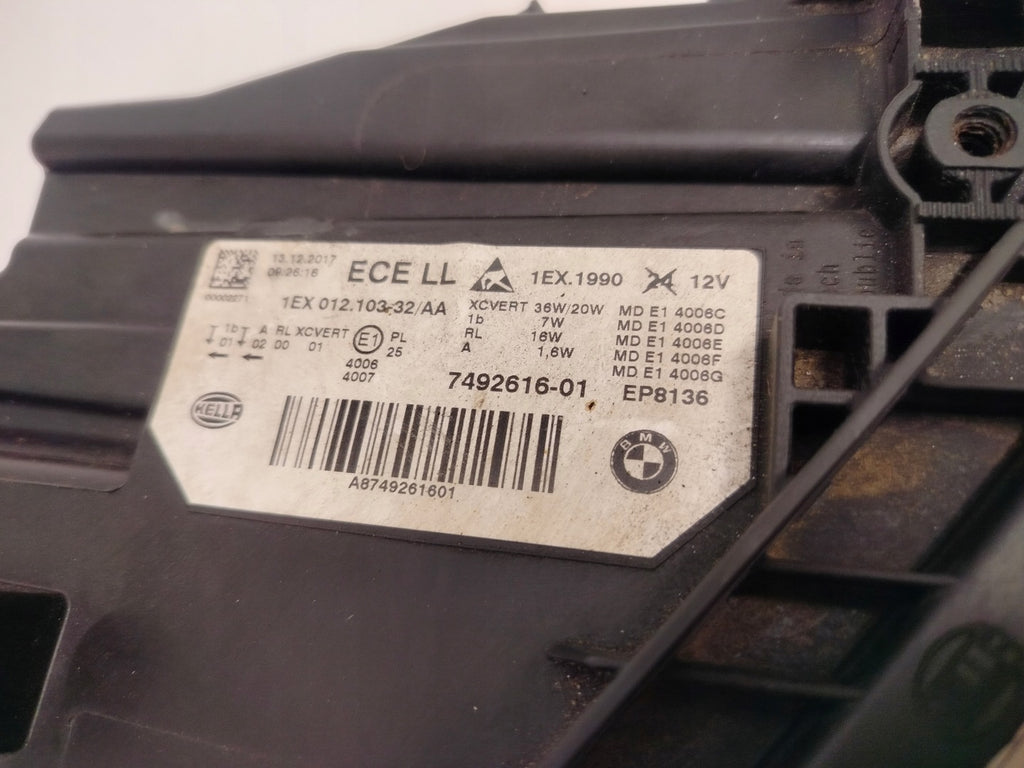 13.12.2017
09:26:16
00002271
ECE LL
1EX.1990
24 12V
1EX 012.103-32/AA
XCVERT 36W/20W
1b 7W
RL 16W
A 1,6W
MD E1 4006C
MD E1 4006D
MD E1 4006E
MD E1 4006F
MD E1 4006G
1b A RL XCVERT E1 PL
01 02 00 01 25
4006
4007
7492616-01
EP8136
HELLA
BMW
A8749261601